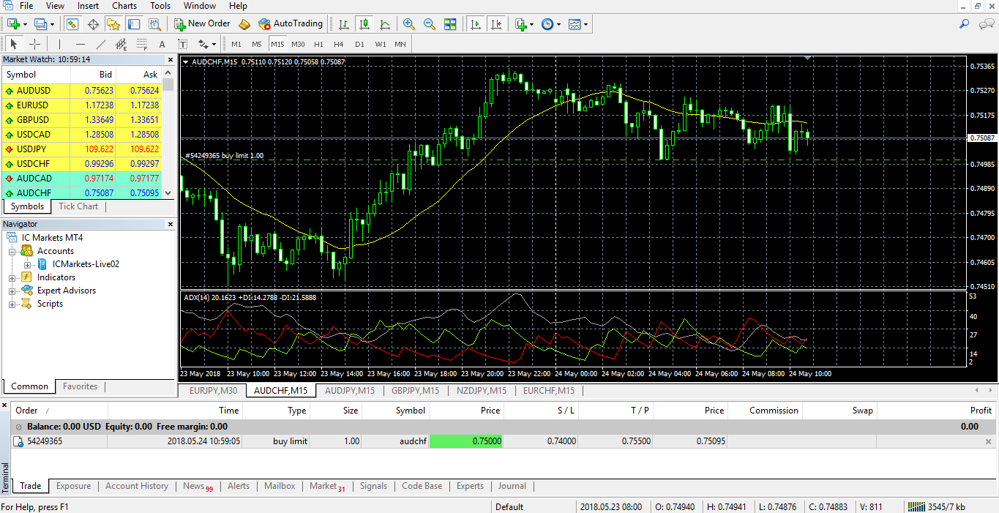 File View Insert Charts Tools Window Help
New Order AutoTrading
A T M1 M5 M15 M30 H1 H4 D1 W1 MN
Market Watch: 10:59:14
Symbol Bid Ask
AUDUSD 0.75623 0.75624
EURUSD 1.17238 1.17238
GBPUSD 1.33649 1.33651
USDCAD 1.28508 1.28508
USDJPY 109.622 109.622
USDCHF 0.99296 0.99297
AUDCAD 0.97174 0.97177
AUDCHF 0.75087 0.75095
Symbols Tick Chart
Navigator
IC Markets MT4
Accounts
ICMarkets-Live02
Indicators
Expert Advisors
Scripts
Common Favorites
AUDCHF,M15 0.75110 0.75120 0.75058 0.75087
#54249365 buy limit 1.00
0.75365
0.75270
0.75175
0.75087
0.74985
0.74890
0.74795
0.74700
0.74605
0.74510
ADX(14) 20.1623 +DI:14.2788 -DI:21.5888
53
40
27
14
2
23 May 2018 23 May 10:00 23 May 12:00 23 May 14:00 23 May 16:00 23 May 18:00 23 May 20:00 23 May 22:00 24 May 00:00 24 May 02:00 24 May 04:00 24 May 06:00 24 May 08:00 24 May 10:00
EURJPY,M30 AUDCHF,M15 AUDJPY,M15 GBPJPY,M15 NZDJPY,M15 EURCHF,M15
Order / Time Type Size Symbol Price S / L T / P Price Commission Swap Profit
Balance: 0.00 USD Equity: 0.00 Free margin: 0.00 0.00
54249365 2018.05.24 10:59:05 buy limit 1.00 audchf 0.75000 0.74000 0.75500 0.75095
Terminal
Trade Exposure Account History News 99 Alerts Mailbox Market 31 Signals Code Base Experts Journal
For Help, press F1 Default 2018.05.23 08:00 O: 0.74940 H: 0.74941 L: 0.74876 C: 0.74883 V: 811 3545/7 kb